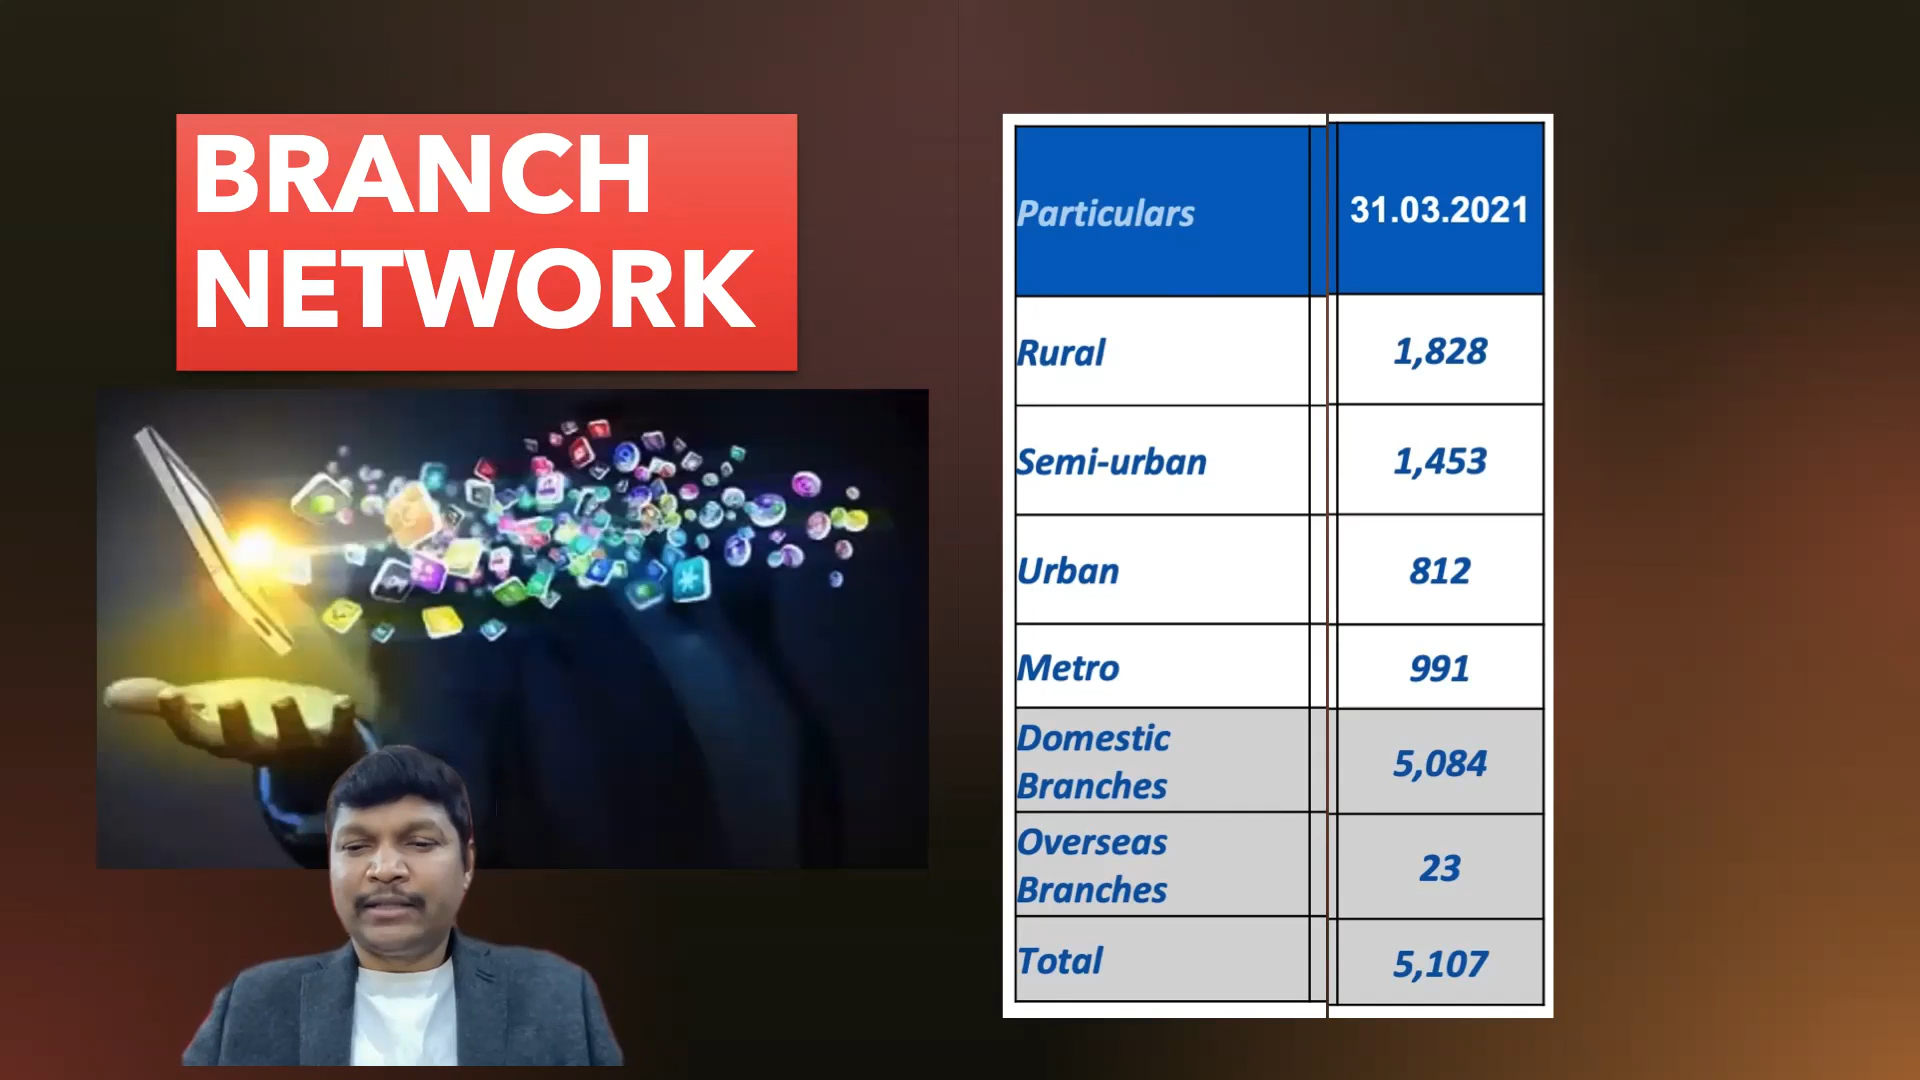 BRANCH
NETWORK
Particulars 31.03.2021
Rural 1,828
Semi-urban 1,453
Urban 812
Metro 991
Domestic
Branches 5,084
Overseas
Branches 23
Total 5,107